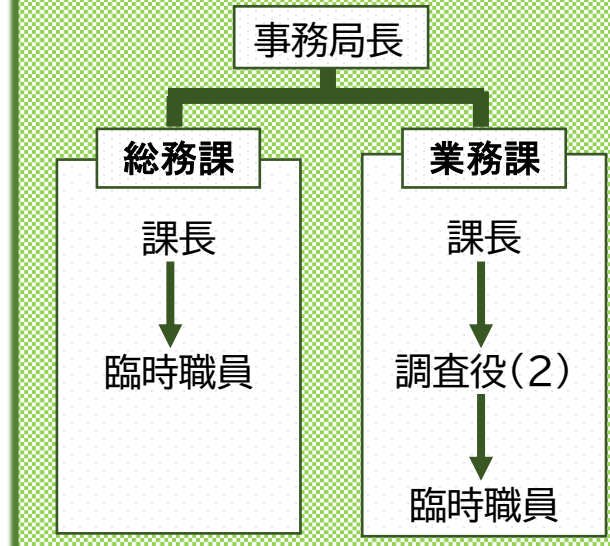 事務局長
総務課
課長
臨時職員
業務課
課長
調査役(2)
臨時職員